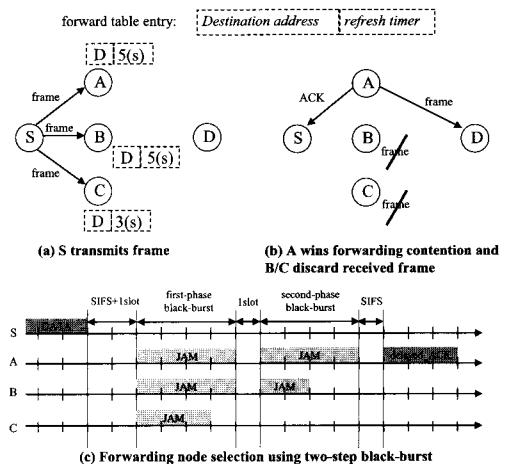 forward table entry: Destination address refresh timer
D 5(s)
A
frame
ACK
A
frame
S
frame
B
D
S
B
D
frame
D 5(s)
frame
C
C
frame
D 3(s)
(a) S transmits frame
(b) A wins forwarding contention and
B/C discard received frame
SIFS+1slot
first-phase
black-burst
1slot
second-phase
black-burst
SIFS
S
DATA
A
JAM
JAM
B
JAM
JAM
C
JAM
(c) Forwarding node selection using two-step black-burst